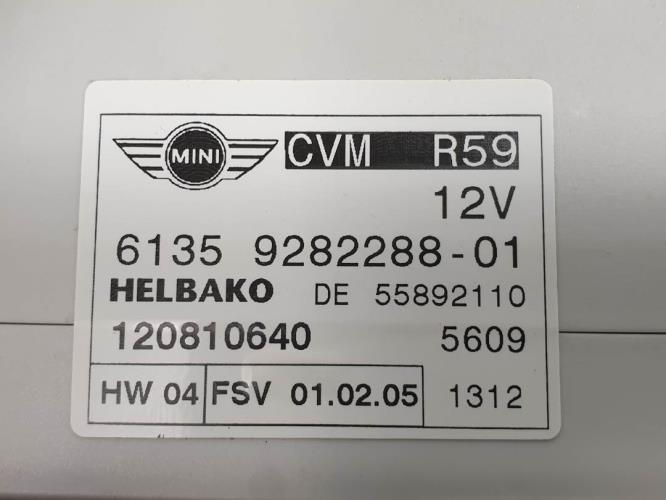 MINI CVM R59
12V
6135 9282288-01
HELBAKO DE 55892110
120810640 5609
HW 04 FSV 01.02.05 1312